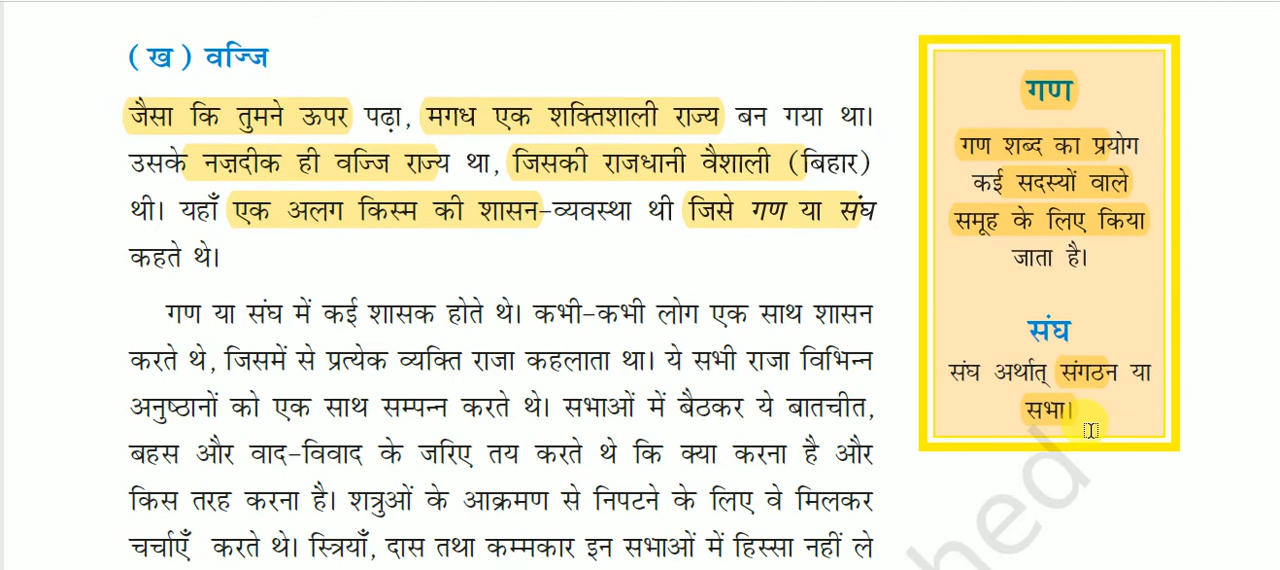 (ख) वज्जि
जैसा कि तुमने ऊपर पढ़ा, मगध एक शक्तिशाली राज्य बन गया था।
उसके नज़दीक ही वज्जि राज्य था, जिसकी राजधानी वैशाली (बिहार)
थी। यहाँ एक अलग किस्म की शासन-व्यवस्था थी जिसे गण या संघ
कहते थे।
गण या संघ में कई शासक होते थे। कभी-कभी लोग एक साथ शासन
करते थे, जिसमें से प्रत्येक व्यक्ति राजा कहलाता था। ये सभी राजा विभिन्न
अनुष्ठानों को एक साथ सम्पन्न करते थे। सभाओं में बैठकर ये बातचीत,
बहस और वाद-विवाद के जरिए तय करते थे कि क्या करना है और
किस तरह करना है। शत्रुओं के आक्रमण से निपटने के लिए वे मिलकर
चर्चाएँ करते थे। स्त्रियाँ, दास तथा कम्मकार इन सभाओं में हिस्सा नहीं ले
गण
गण शब्द का प्रयोग
कई सदस्यों वाले
समूह के लिए किया
जाता है।
संघ
संघ अर्थात् संगठन या
सभा।
hed